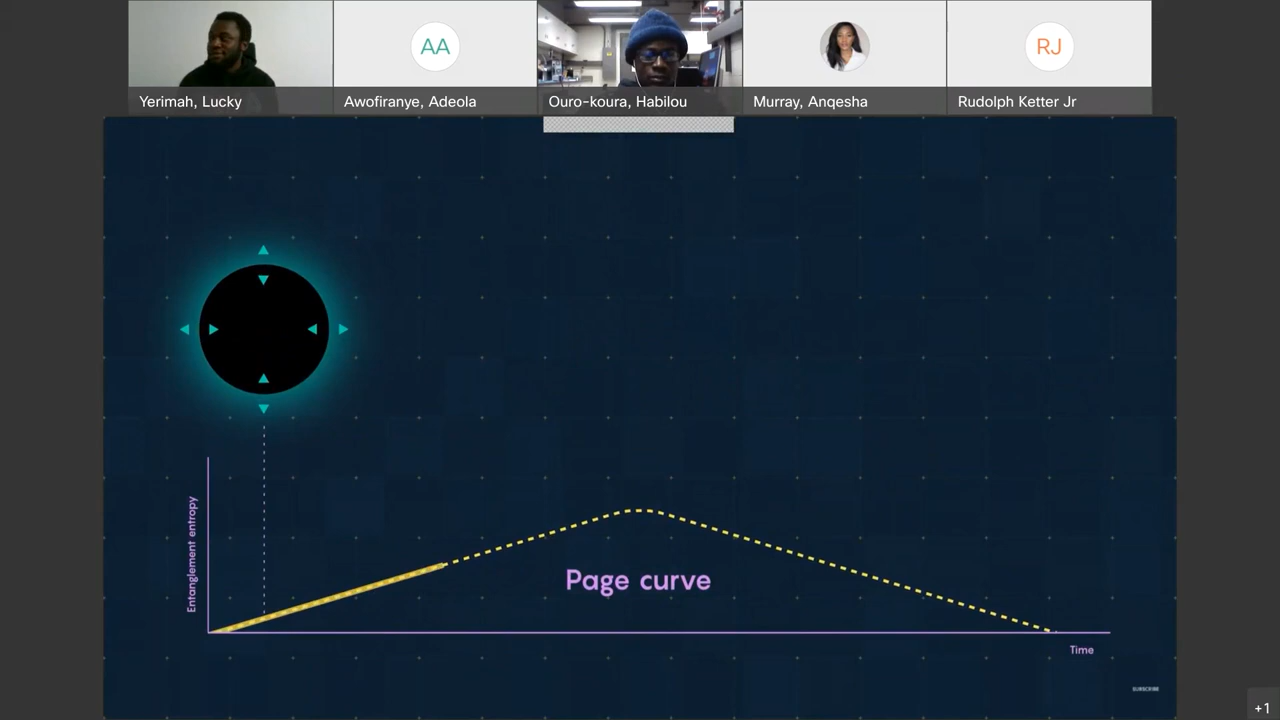 Yerimah, Lucky
AA
Awofiranye, Adeola
Ouro-koura, Habilou
Murray, Anqesha
RJ
Rudolph Ketter Jr
Entanglement entropy
Page curve
Time
SUBSCRIBE
+1